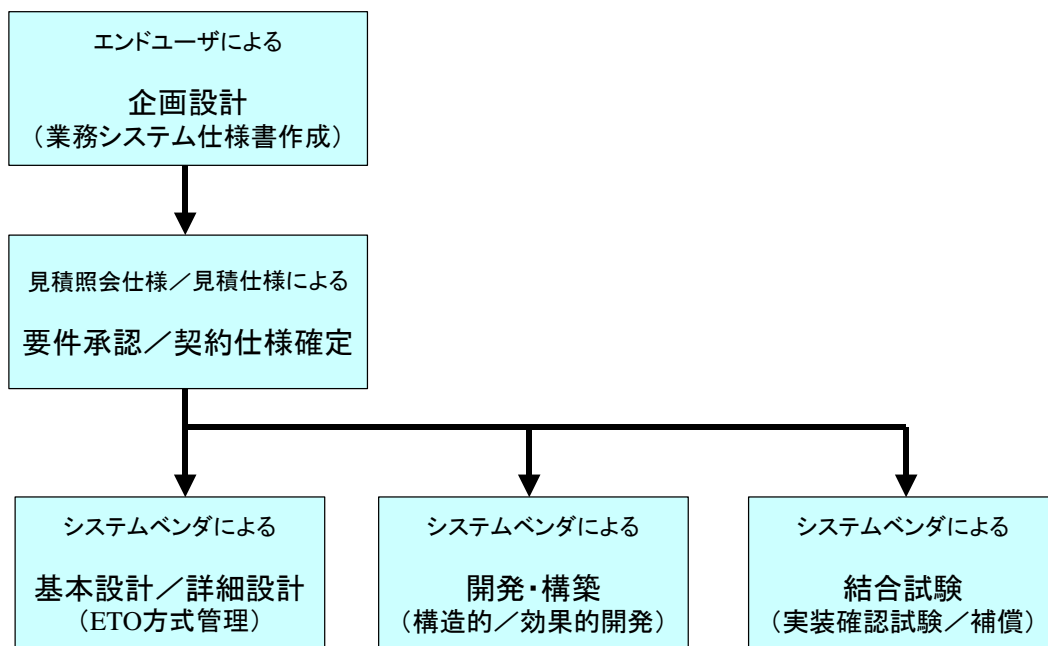 エンドユーザによる
企画設計
（業務システム仕様書作成）
見積照会仕様／見積仕様による
要件承認／契約仕様確定
システムベンダによる
基本設計／詳細設計
（ETO方式管理）
システムベンダによる
開発・構築
（構造的／効果的開発）
システムベンダによる
結合試験
（実装確認試験／補償）